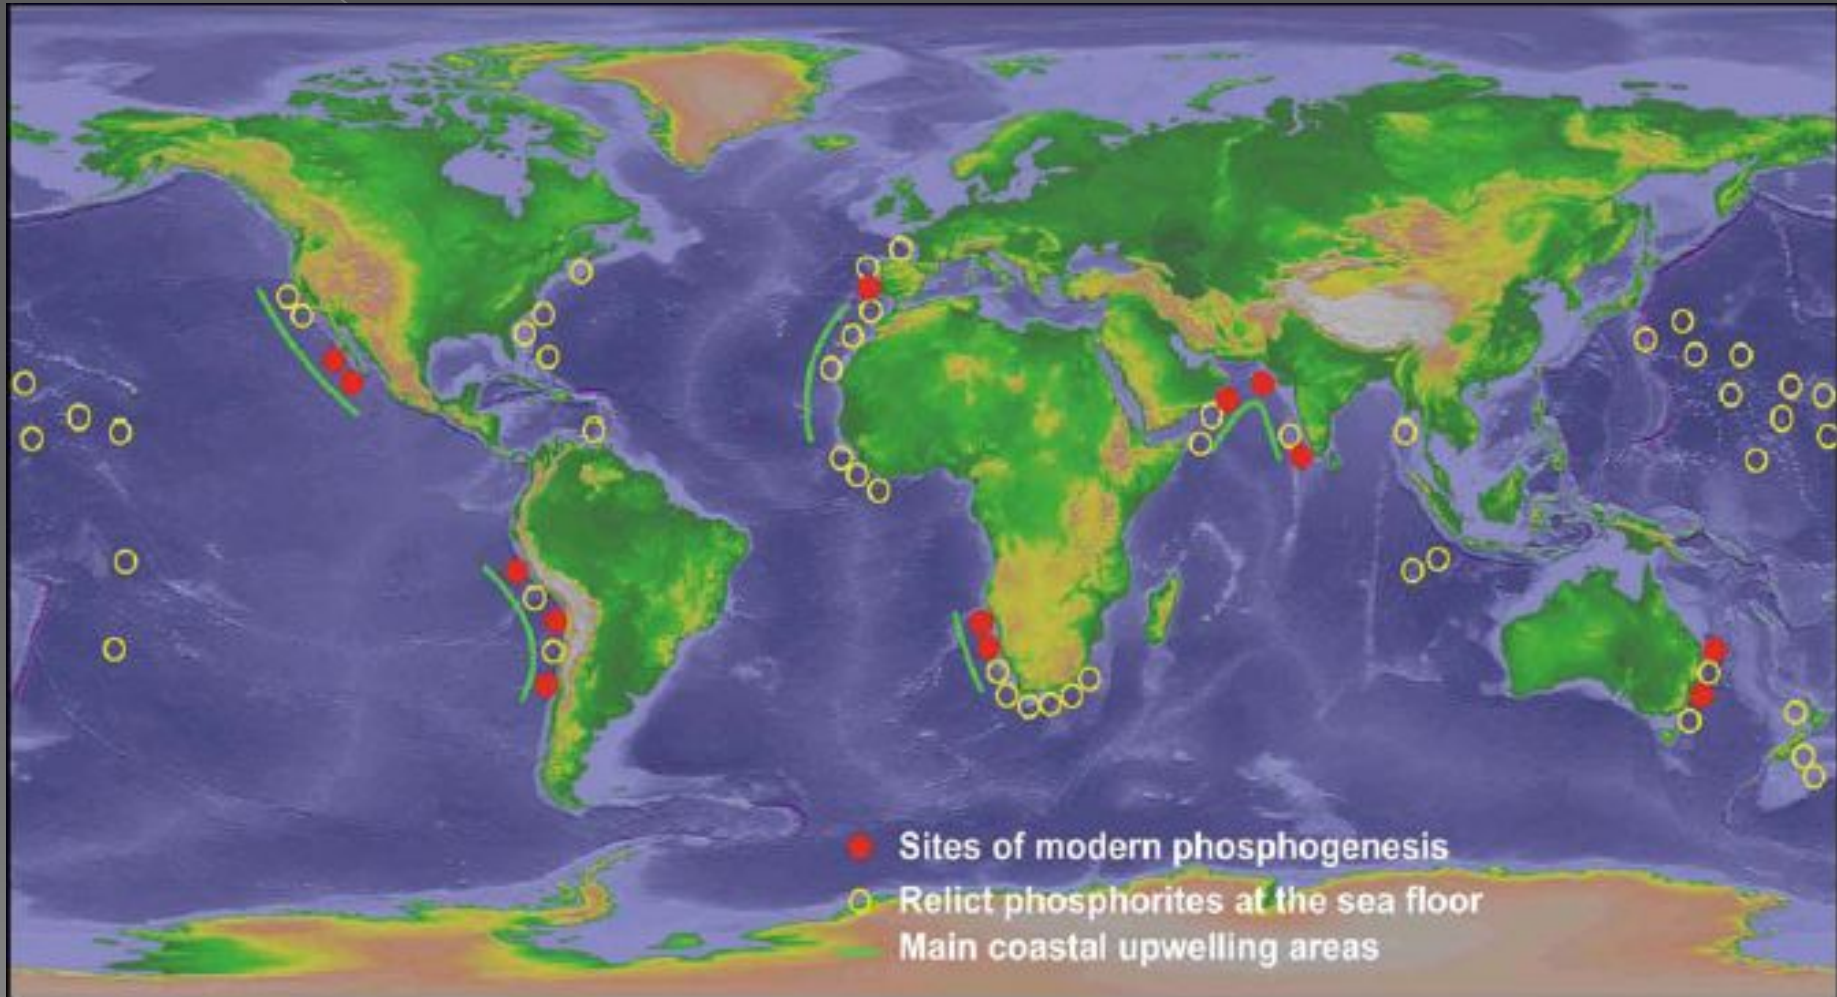 Sites of modern phosphogenesis
Relict phosphorites at the sea floor
Main coastal upwelling areas